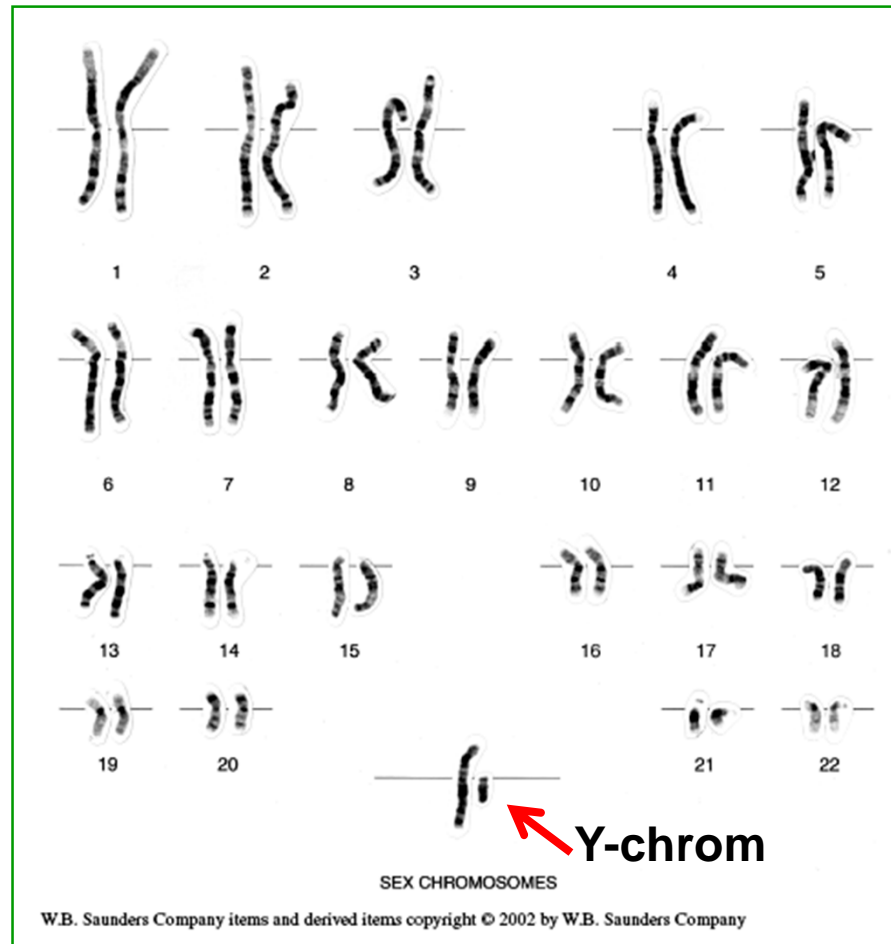 1 2 3 4 5
6 7 8 9 10 11 12
13 14 15 16 17 18
19 20 21 22
Y-chrom
SEX CHROMOSOMES
W.B. Saunders Company items and derived items copyright © 2002 by W.B. Saunders Company